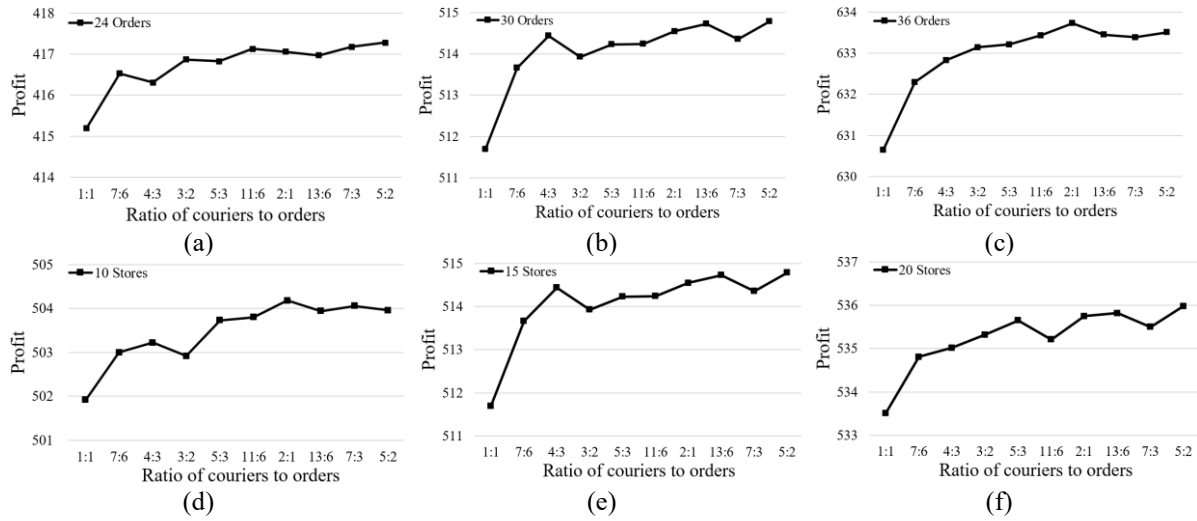 24 Orders
Profit
418
417
416
415
414
1:1 7:6 4:3 3:2 5:3 11:6 2:1 13:6 7:3 5:2
Ratio of couriers to orders
(a)
30 Orders
Profit
515
514
513
512
511
1:1 7:6 4:3 3:2 5:3 11:6 2:1 13:6 7:3 5:2
Ratio of couriers to orders
(b)
36 Orders
Profit
634
633
632
631
630
1:1 7:6 4:3 3:2 5:3 11:6 2:1 13:6 7:3 5:2
Ratio of couriers to orders
(c)
10 Stores
Profit
505
504
503
502
501
1:1 7:6 4:3 3:2 5:3 11:6 2:1 13:6 7:3 5:2
Ratio of couriers to orders
(d)
15 Stores
Profit
515
514
513
512
511
1:1 7:6 4:3 3:2 5:3 11:6 2:1 13:6 7:3 5:2
Ratio of couriers to orders
(e)
20 Stores
Profit
537
536
535
534
533
1:1 7:6 4:3 3:2 5:3 11:6 2:1 13:6 7:3 5:2
Ratio of couriers to orders
(f)